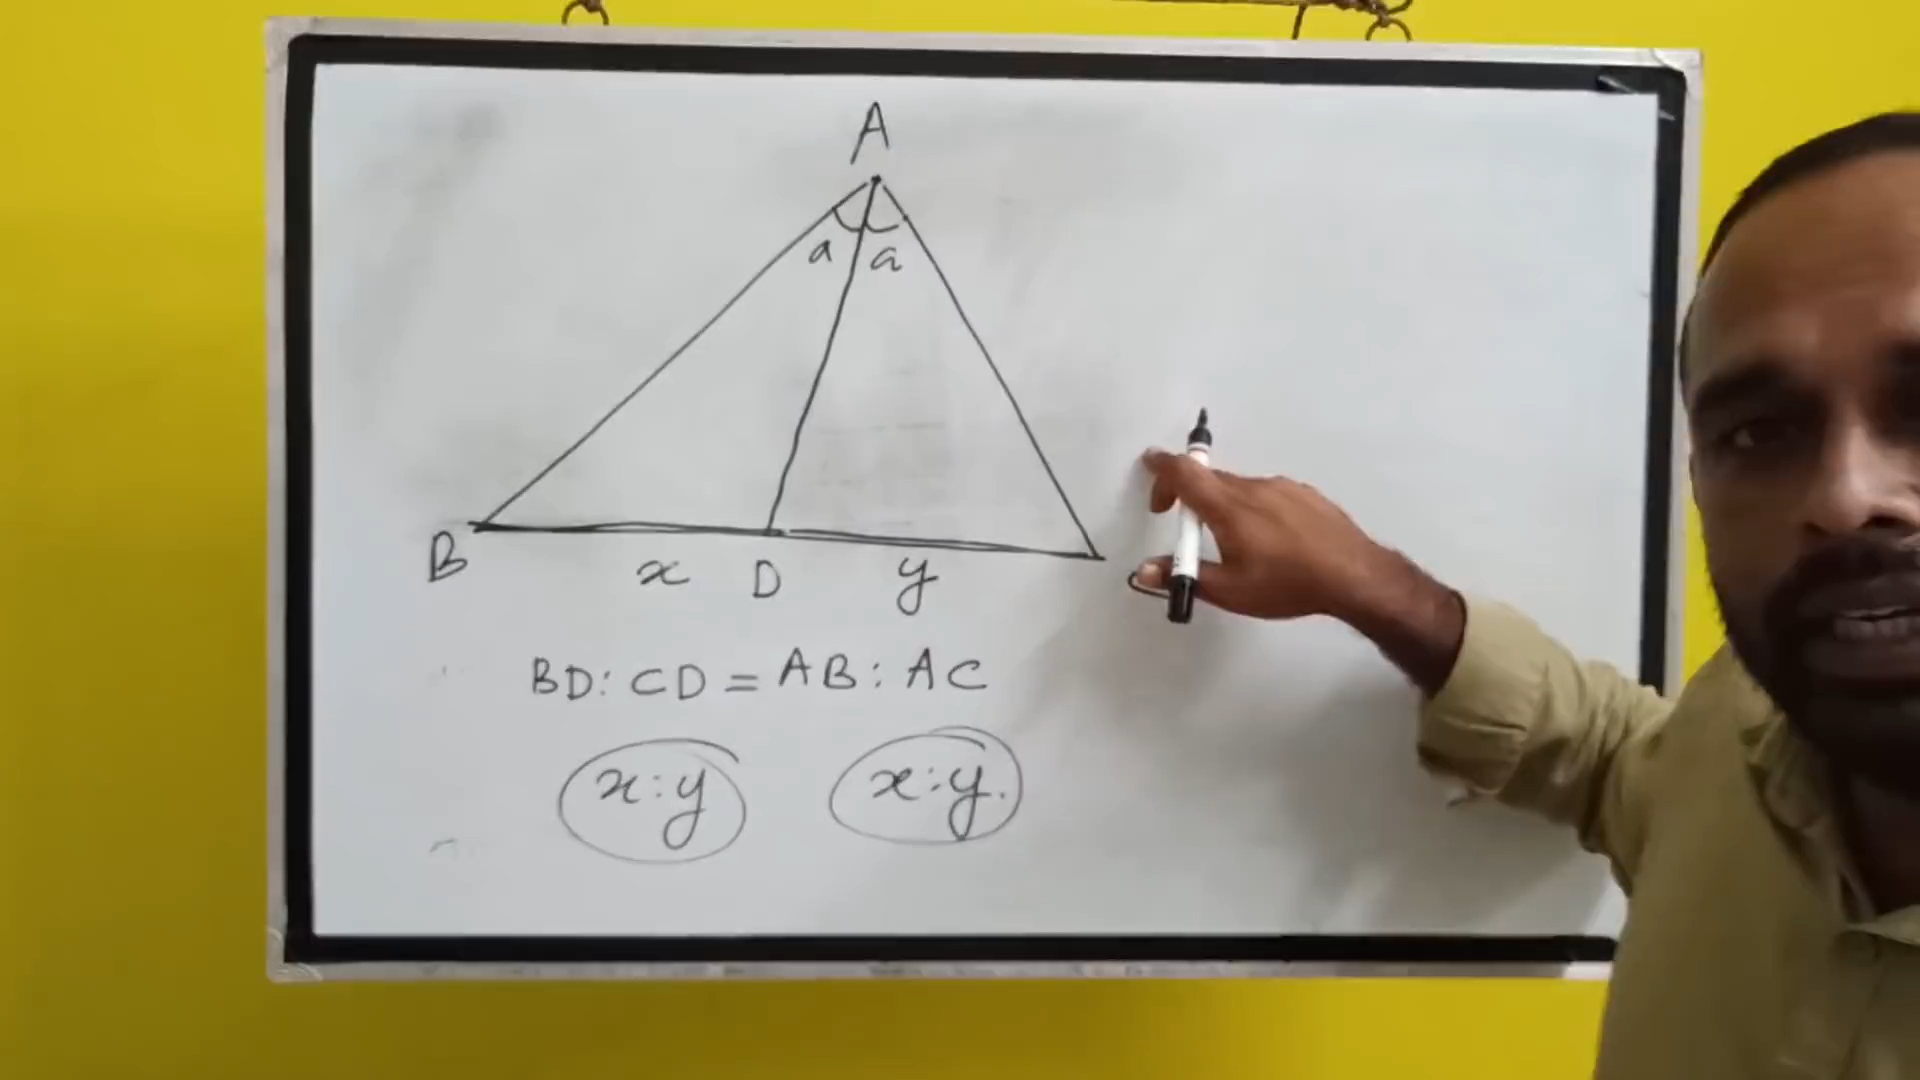 A
a a
B x D y C
BD : CD = AB : AC
x : y x : y.